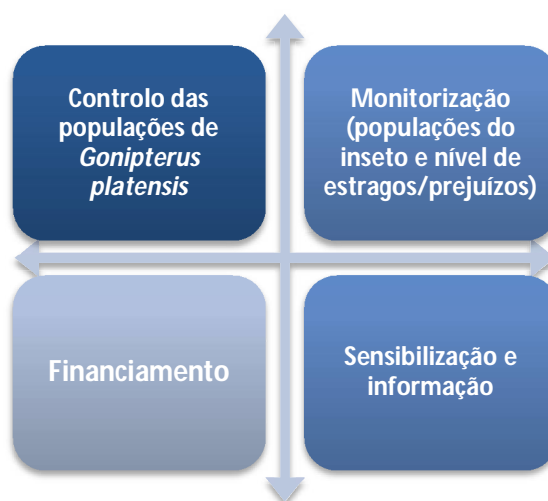 Controlo das
populações de
Gonipterus
platensis
Monitorização
(populações do
inseto e nível de
estragos/prejuízos)
Financiamento
Sensibilização e
informação